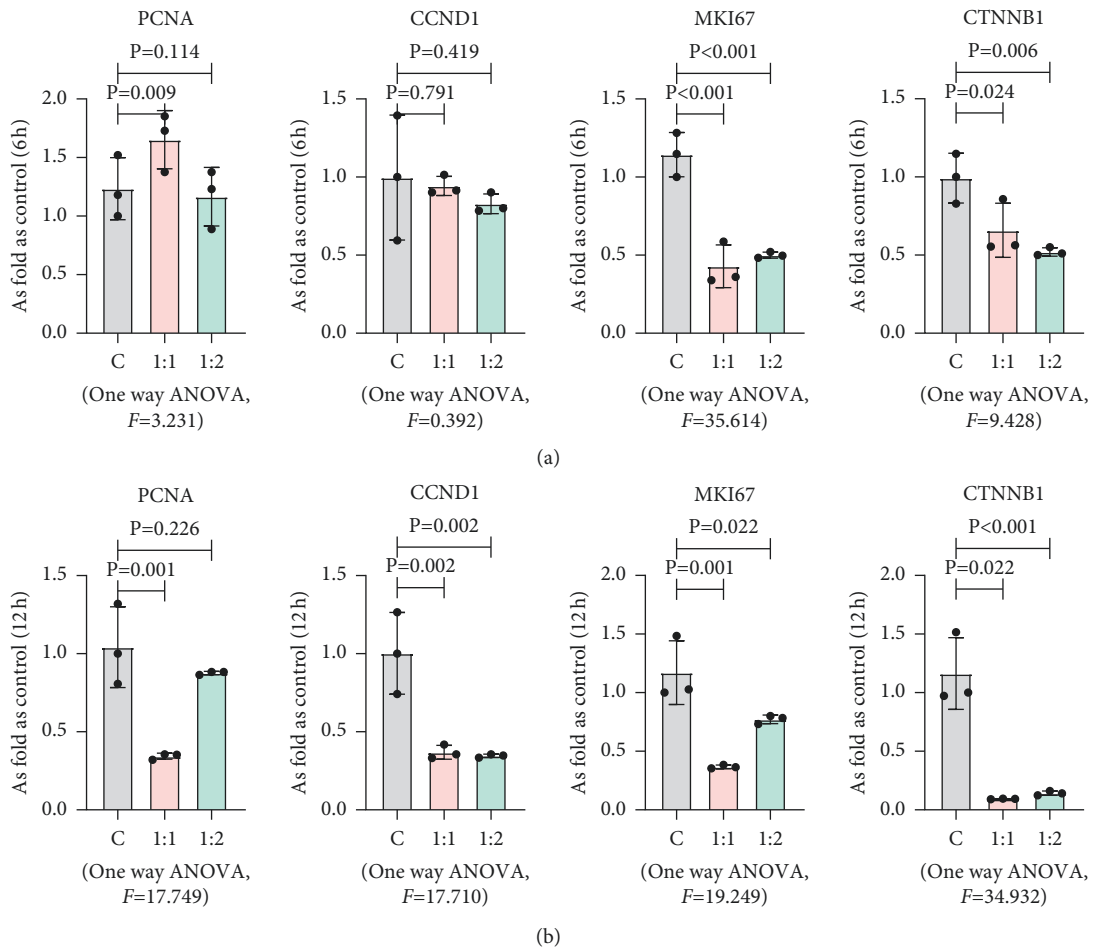 PCNA
P=0.114
P=0.009
As fold as control (6 h)
2.0
1.5
1.0
0.5
0.0
C 1:1 1:2
(One way ANOVA,
F=3.231)
CCND1
P=0.419
P=0.791
As fold as control (6 h)
1.5
1.0
0.5
0.0
C 1:1 1:2
(One way ANOVA,
F=0.392)
MKI67
P<0.001
P<0.001
As fold as control (6 h)
1.5
1.0
0.5
0.0
C 1:1 1:2
(One way ANOVA,
F=35.614)
CTNNB1
P=0.006
P=0.024
As fold as control (6 h)
1.5
1.0
0.5
0.0
C 1:1 1:2
(One way ANOVA,
F=9.428)
(a)
PCNA
P=0.226
P=0.001
As fold as control (12 h)
1.5
1.0
0.5
0.0
C 1:1 1:2
(One way ANOVA,
F=17.749)
CCND1
P=0.002
P=0.002
As fold as control (12 h)
1.5
1.0
0.5
0.0
C 1:1 1:2
(One way ANOVA,
F=17.710)
MKI67
P=0.022
P=0.001
As fold as control (12 h)
2.0
1.5
1.0
0.5
0.0
C 1:1 1:2
(One way ANOVA,
F=19.249)
CTNNB1
P<0.001
P=0.022
As fold as control (12 h)
2.0
1.5
1.0
0.5
0.0
C 1:1 1:2
(One way ANOVA,
F=34.932)
(b)